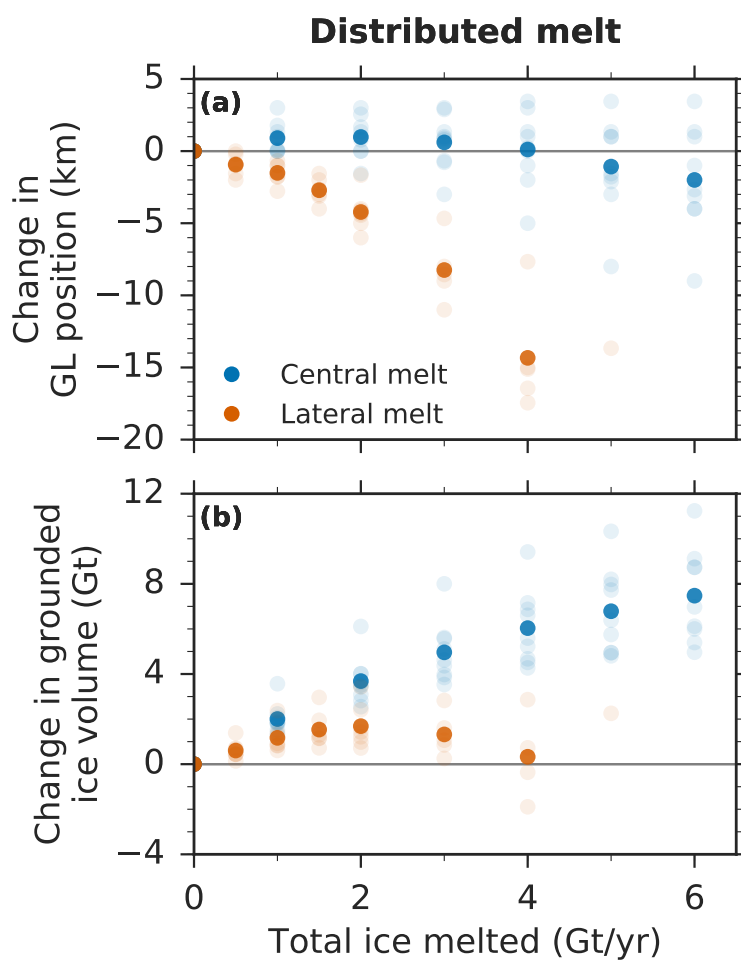 Distributed melt
(a)
5
0
−5
−10
−15
−20
Change in
GL position (km)
Central melt
Lateral melt
(b)
12
8
4
0
−4
Change in grounded
ice volume (Gt)
0 2 4 6
Total ice melted (Gt/yr)